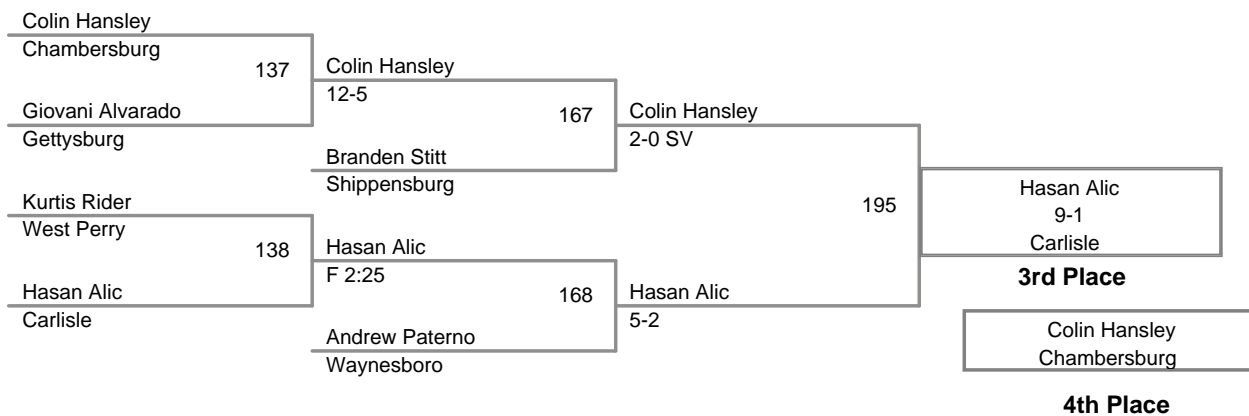 Colin Hansley
Chambersburg
137
Giovani Alvarado
Gettysburg
Kurtis Rider
West Perry
138
Hasan Alic
Carlisle
Colin Hansley
12-5
167
Branden Stitt
Shippensburg
Hasan Alic
F 2:25
168
Andrew Paterno
Waynesboro
Colin Hansley
2-0 SV
195
Hasan Alic
5-2
Hasan Alic
9-1
Carlisle
3rd Place
Colin Hansley
Chambersburg
4th Place